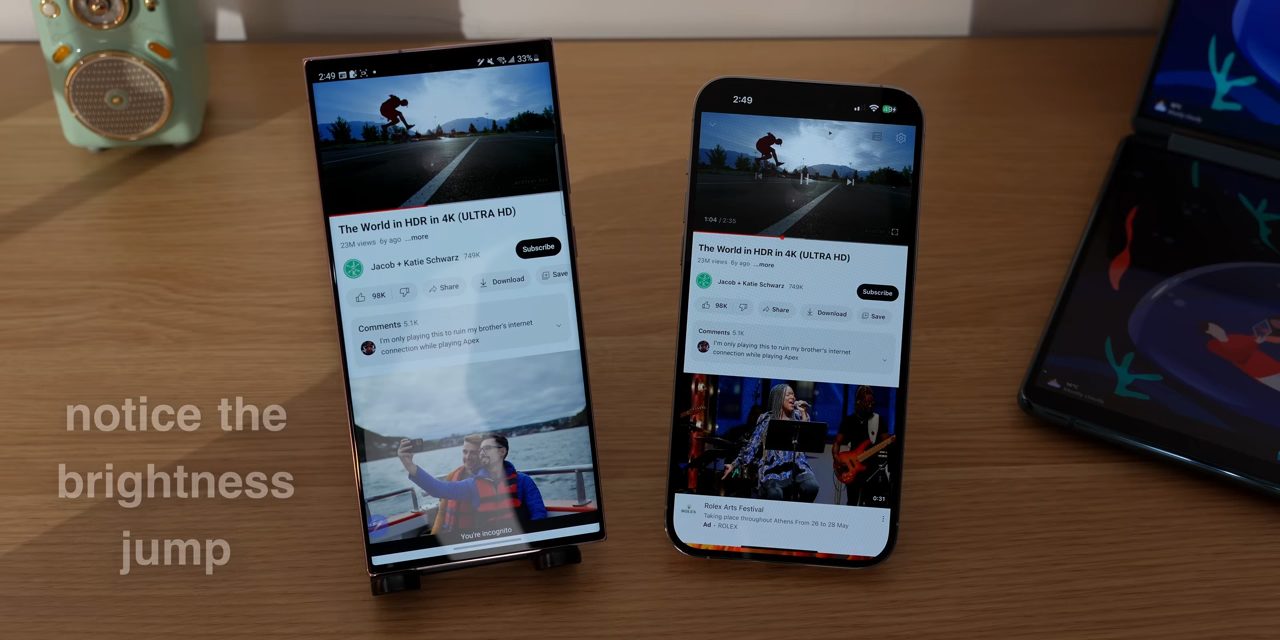 notice the
brightness
jump
2:49
33%
The World in HDR in 4K (ULTRA HD)
23M views 6y ago ...more
Jacob + Katie Schwarz 749K
Subscribe
98K
Share
Download
Save
Comments 5.1K
I'm only playing this to ruin my brother's internet
connection while playing Apex
You're incognito
2:49
1:04 / 2:35
The World in HDR in 4K (ULTRA HD)
23M views 6y ago ...more
Jacob + Katie Schwarz 749K
Subscribe
98K
Share
Download
Save
Comments 5.1K
I'm only playing this to ruin my brother's internet
connection while playing Apex
0:31
Rolex Arts Festival
Taking place throughout Athens From 26 to 28 May
Ad · ROLEX